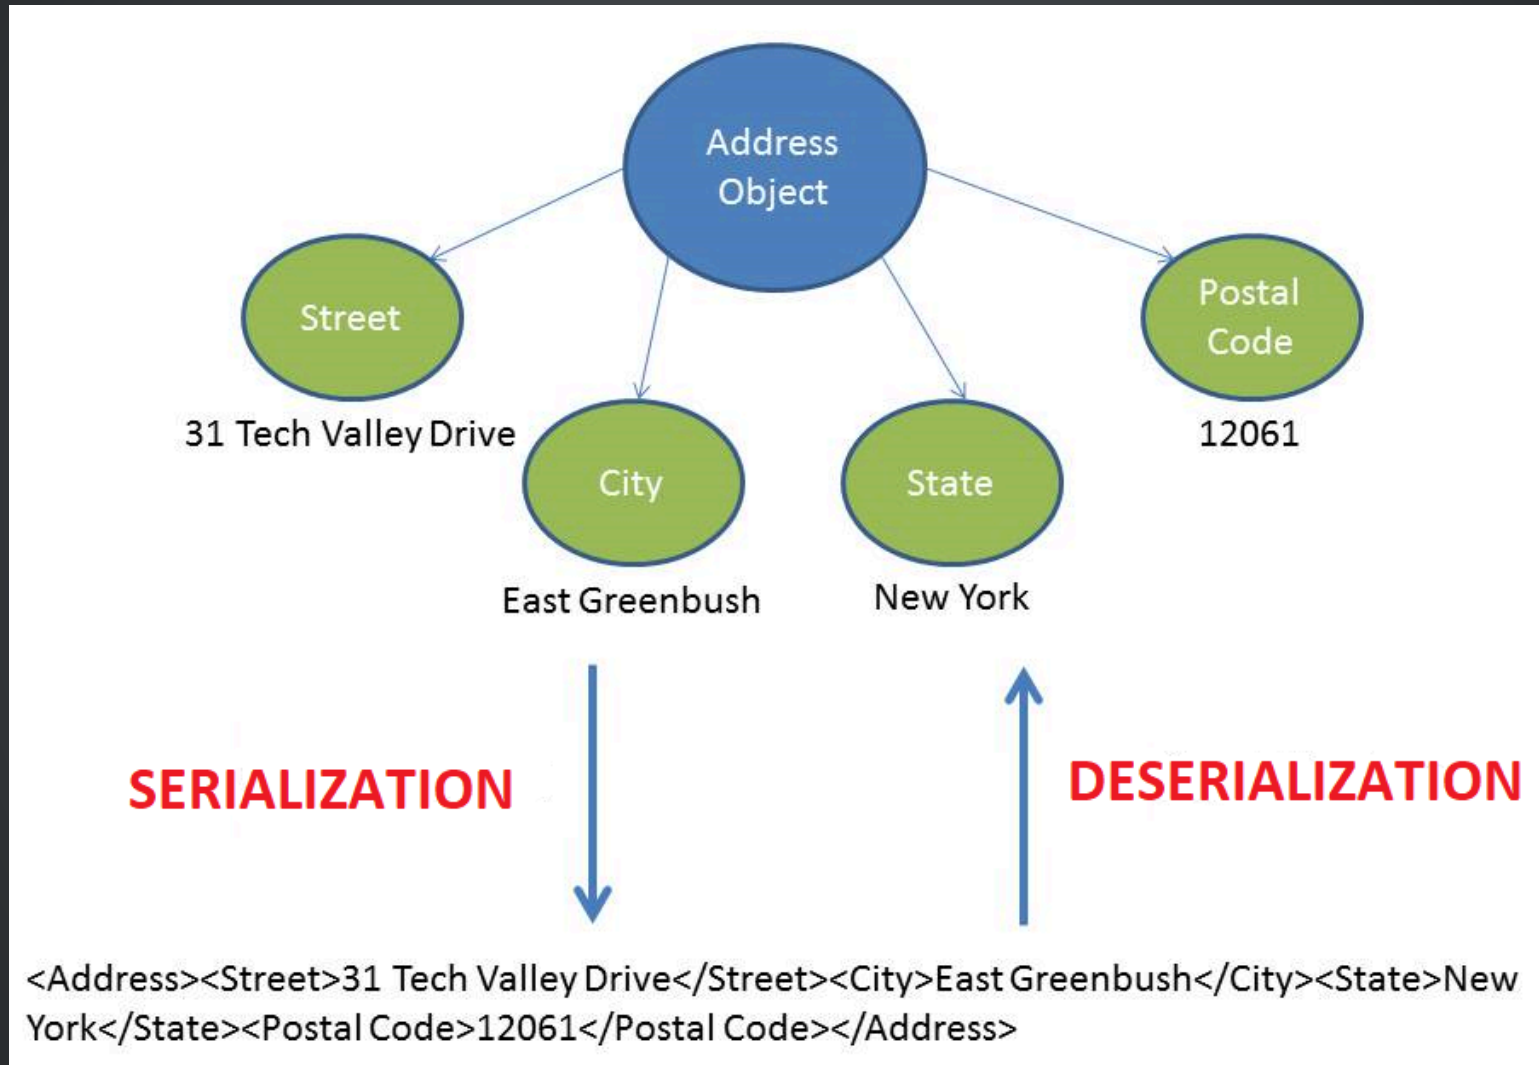 Address
Object
Street
Postal
Code
31 Tech Valley Drive
12061
City
State
East Greenbush
New York
SERIALIZATION
DESERIALIZATION
<Address><Street>31 Tech Valley Drive</Street><City>East Greenbush</City><State>New
York</State><Postal Code>12061</Postal Code></Address>